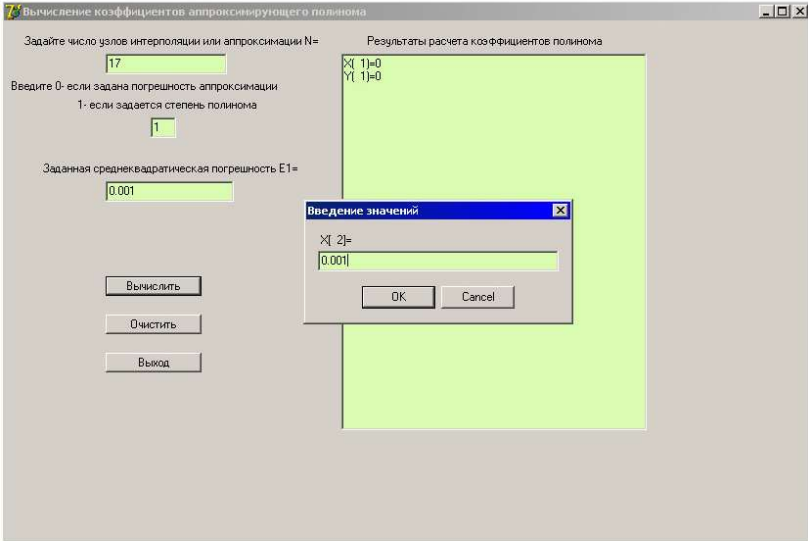 Вычисление коэффициентов аппроксимирующего полинома
Задайте число узлов интерполяции или аппроксимации N=
17
Введите 0- если задана погрешность аппроксимации
1- если задается степень полинома
1
Заданная среднеквадратическая погрешность E1=
0.001
Вычислить
Очистить
Выход
Результаты расчета коэффициентов полинома
X( 1)=0
Y( 1)=0
Введение значений
X[ 2]=
0.001
OK
Cancel